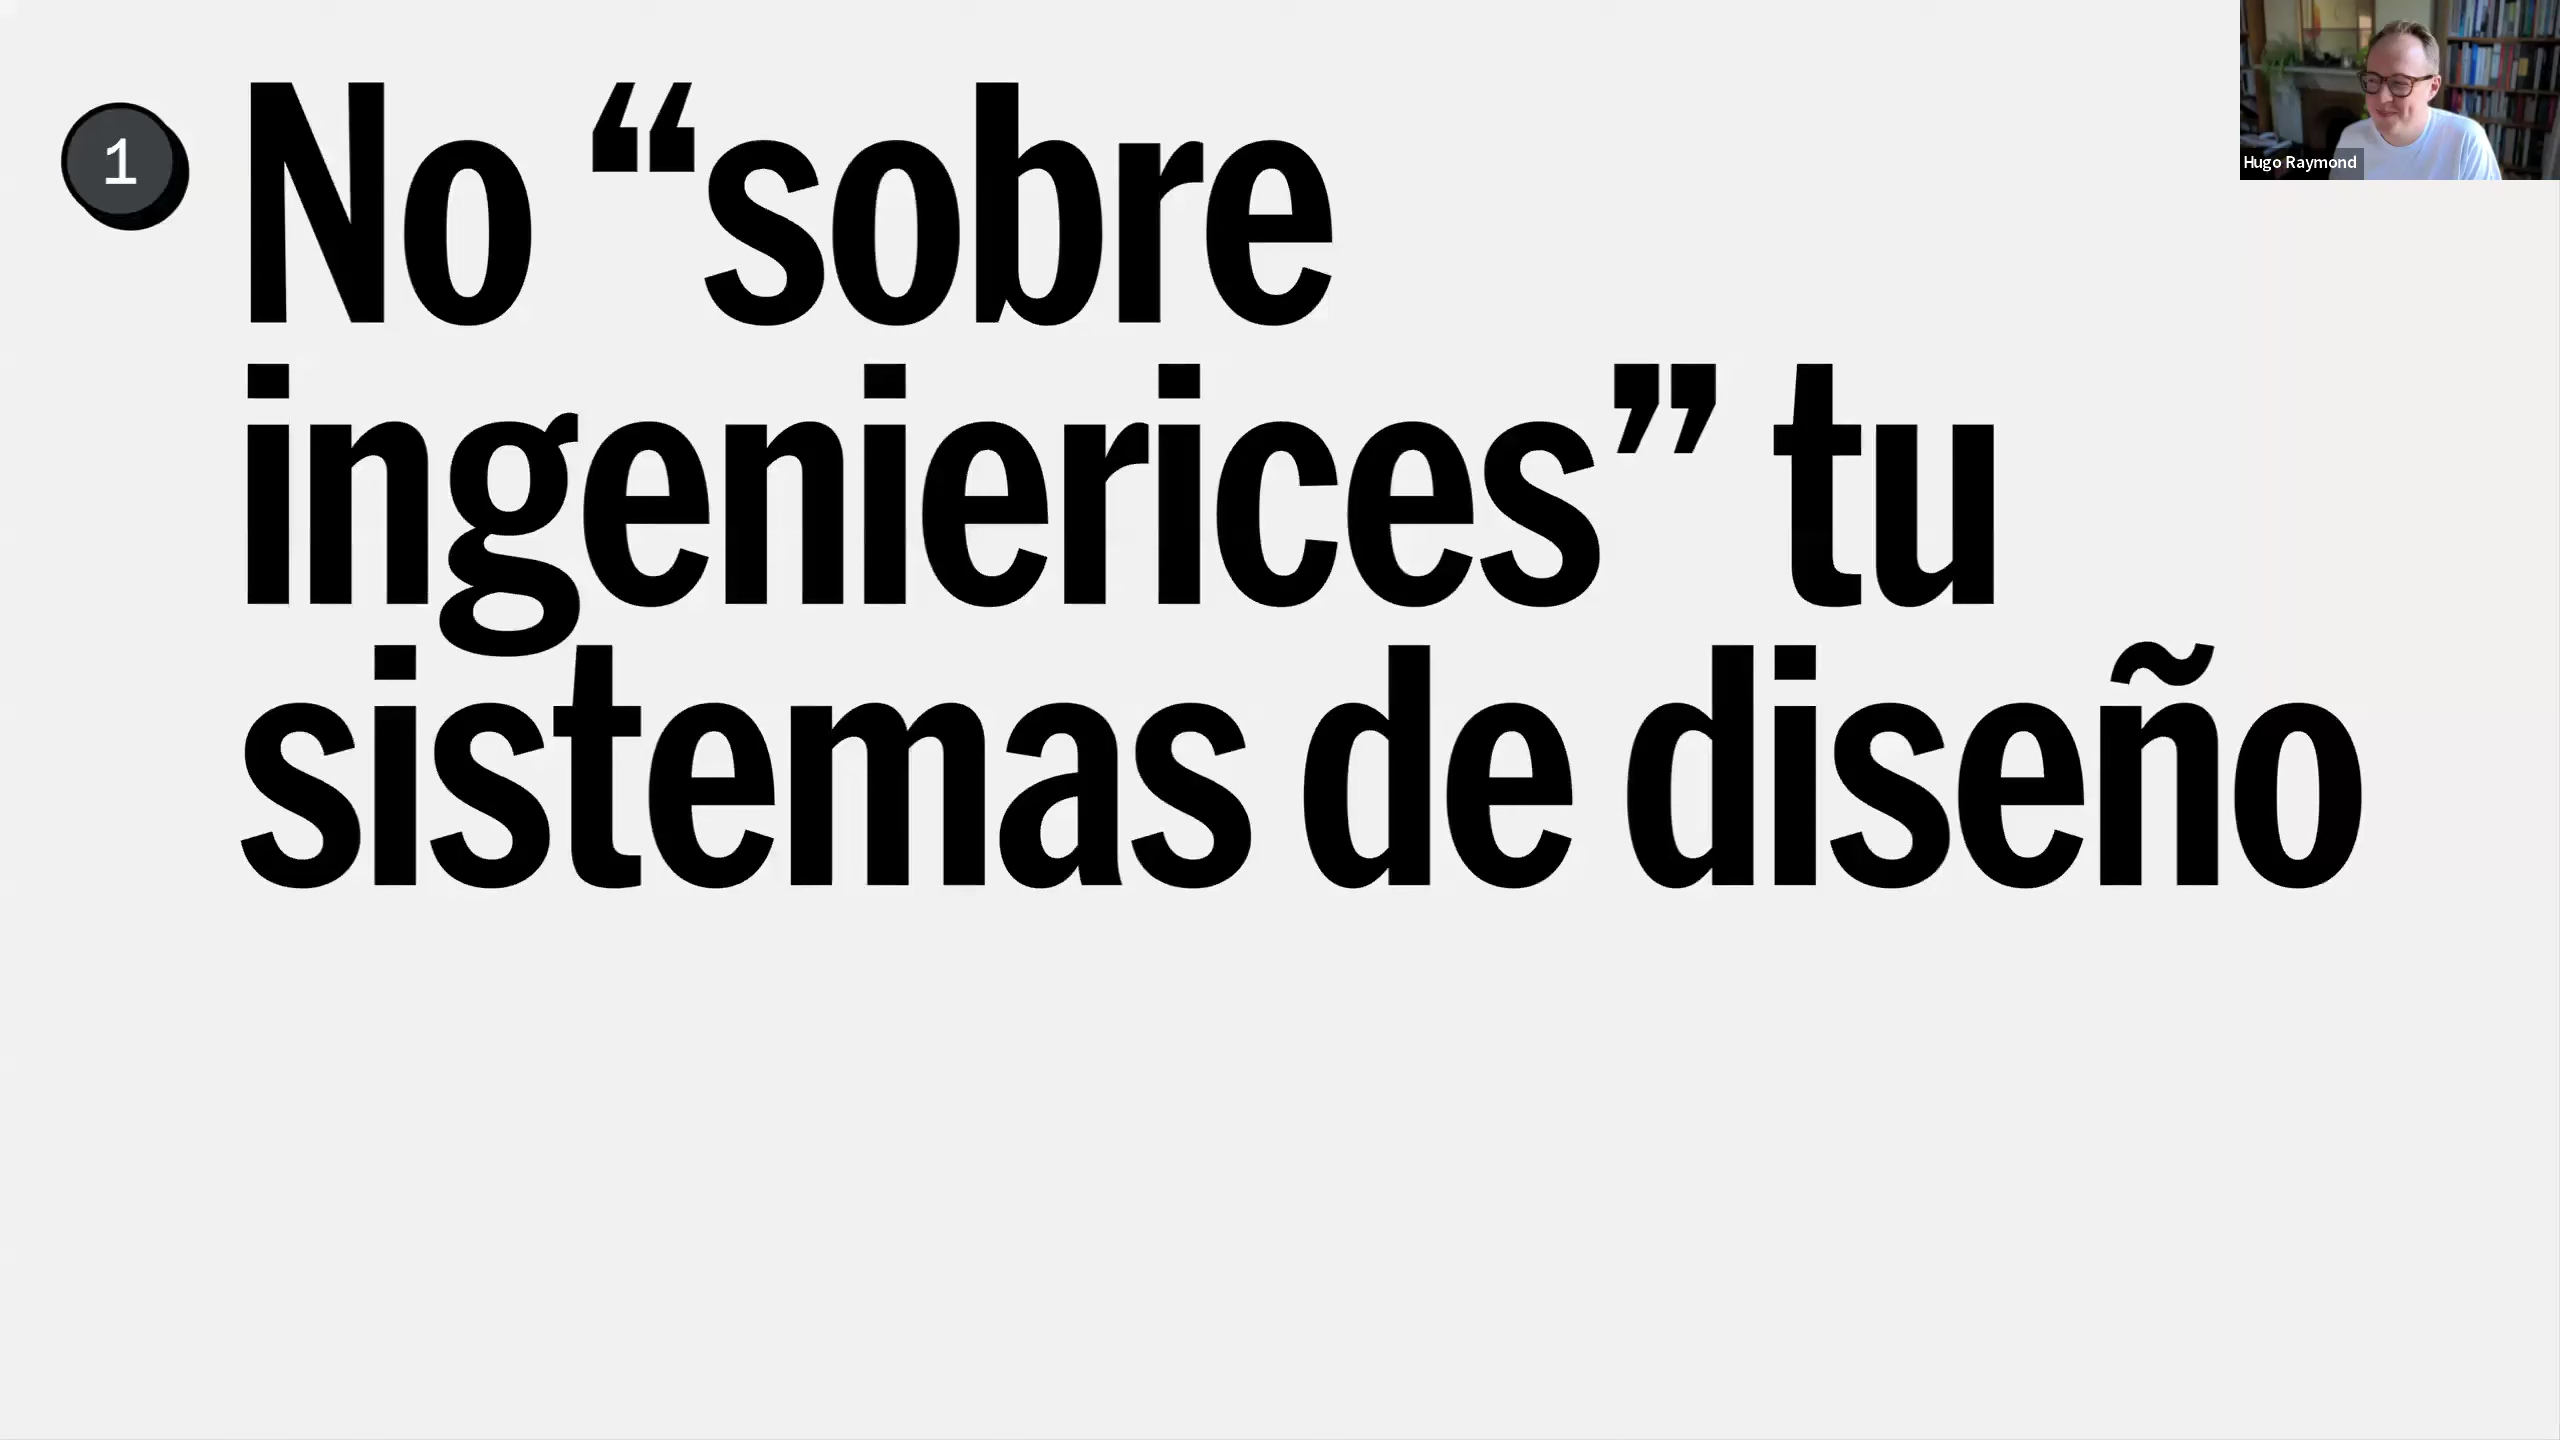 1
No “sobre
ingenierices” tu
sistemas de diseño
Hugo Raymond